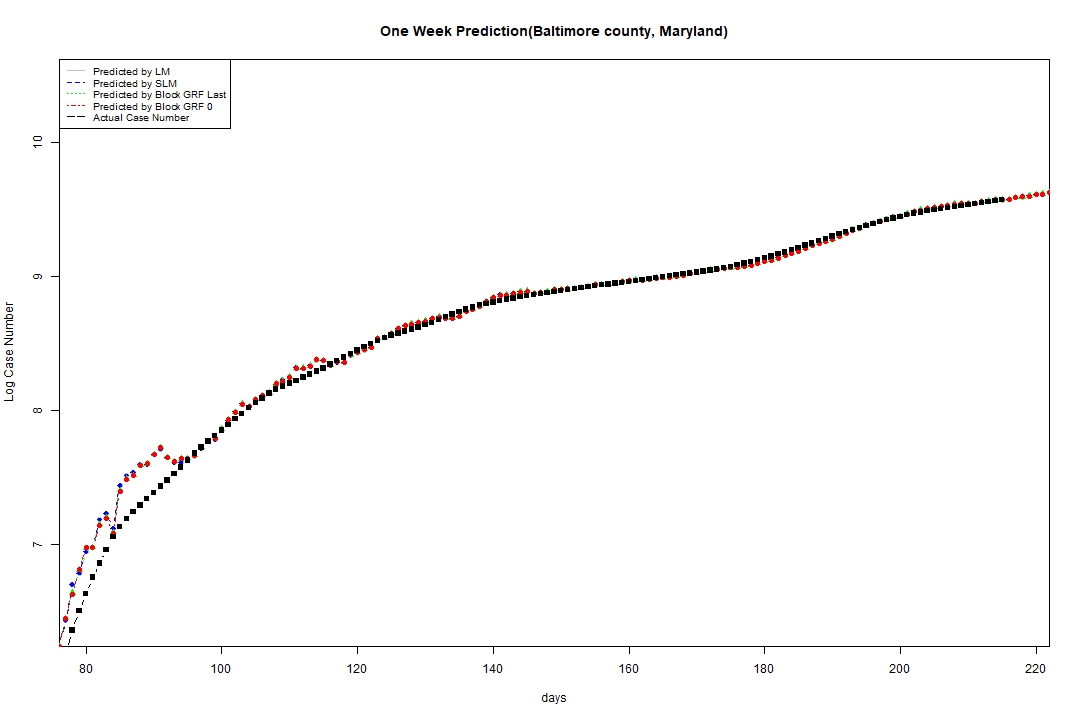 One Week Prediction(Baltimore county, Maryland)
Predicted by LM
Predicted by SLM
Predicted by Block GRF Last
Predicted by Block GRF 0
Actual Case Number
10
9
8
7
Log Case Number
80 100 120 140 160 180 200 220
days